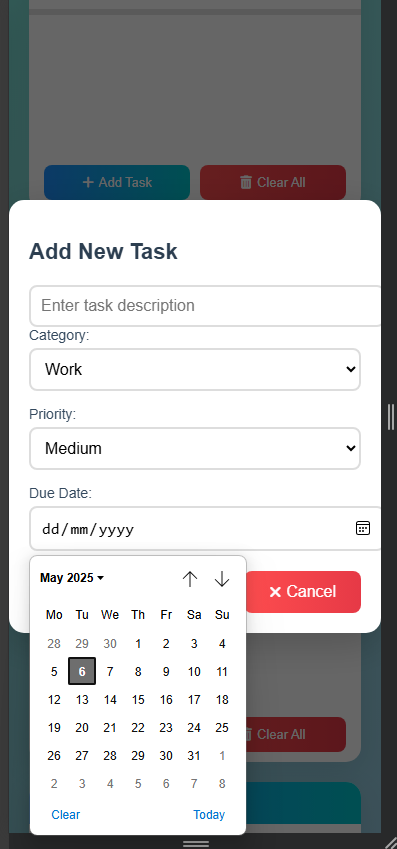 Add Task Clear All
Add New Task
Enter task description
Category:
Work
Priority:
Medium
Due Date:
dd/mm/yyyy
May 2025
Cancel
Mo Tu We Th Fr Sa Su
28 29 30 1 2 3 4
5 6 7 8 9 10 11
12 13 14 15 16 17 18
19 20 21 22 23 24 25
26 27 28 29 30 31 1
Clear All
2 3 4 5 6 7 8
Clear Today